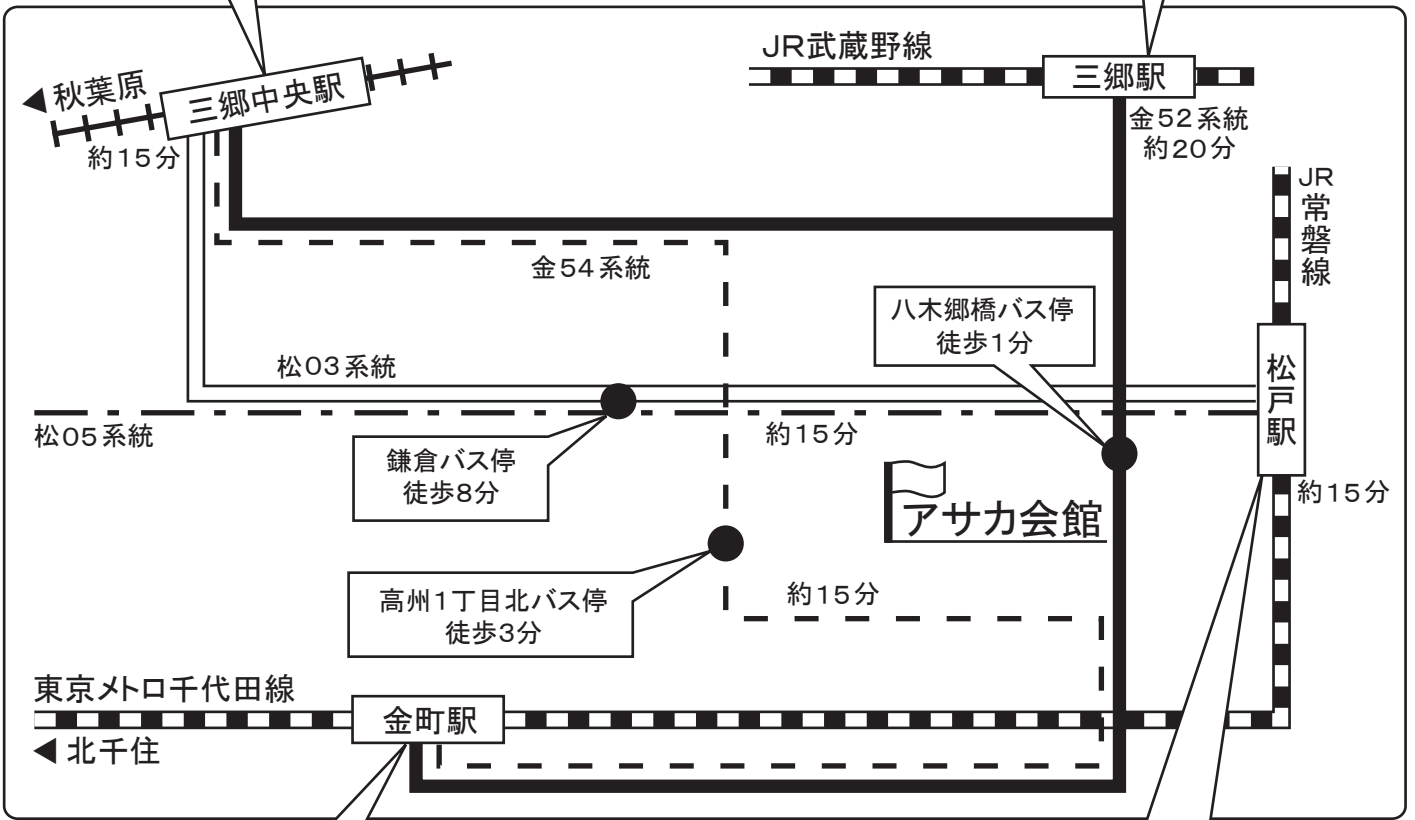 JR武蔵野線
三郷駅
◀秋葉原
三郷中央駅
約15分
金52系統
約20分
JR
常磐線
金54系統
八木郷橋バス停
徒歩1分
松03系統
松戸駅
松05系統
約15分
鎌倉バス停
徒歩8分
約15分
アサカ会館
高州1丁目北バス停
徒歩3分
約15分
東京メトロ千代田線
金町駅
◀北千住